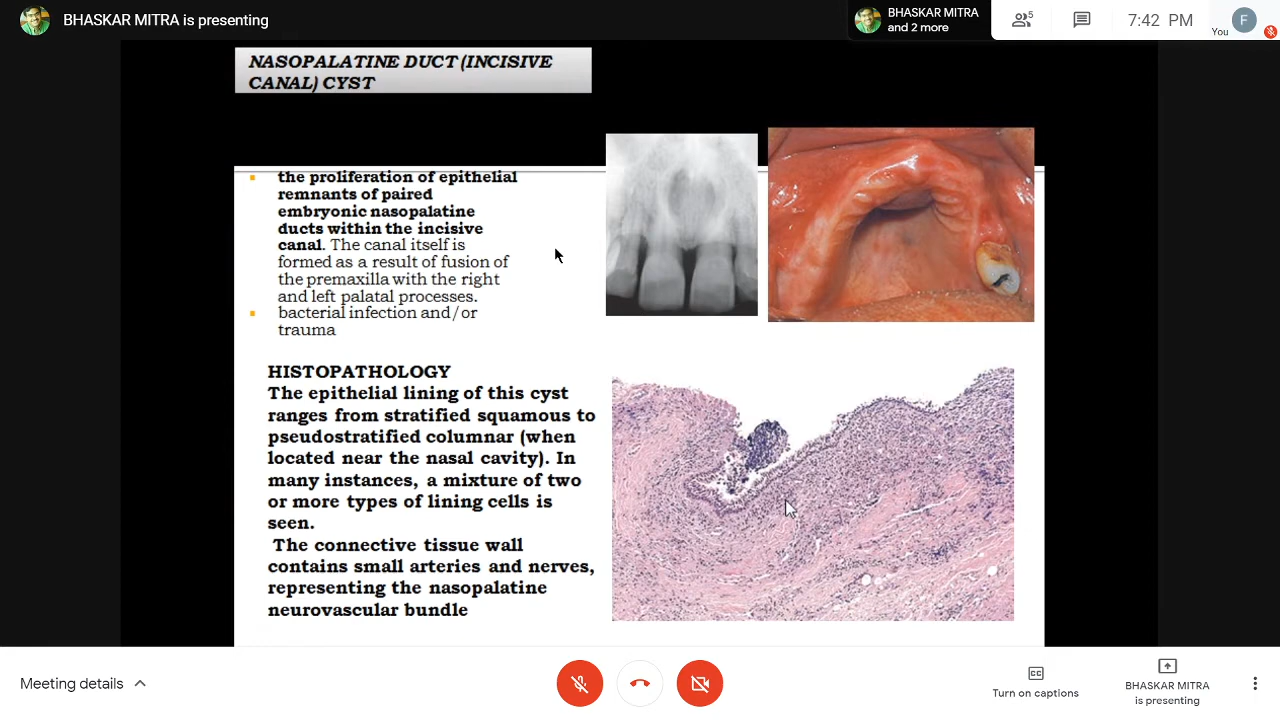 BHASKAR MITRA is presenting
BHASKAR MITRA
and 2 more
5
7:42 PM
You
F
NASOPALATINE DUCT (INCISIVE
CANAL) CYST
the proliferation of epithelial
remnants of paired
embryonic nasopalatine
ducts within the incisive
canal. The canal itself is
formed as a result of fusion of
the premaxilla with the right
and left palatal processes.
bacterial infection and/or
trauma
HISTOPATHOLOGY
The epithelial lining of this cyst
ranges from stratified squamous to
pseudostratified columnar (when
located near the nasal cavity). In
many instances, a mixture of two
or more types of lining cells is
seen.
The connective tissue wall
contains small arteries and nerves,
representing the nasopalatine
neurovascular bundle
Meeting details
CC
Turn on captions
BHASKAR MITRA
is presenting